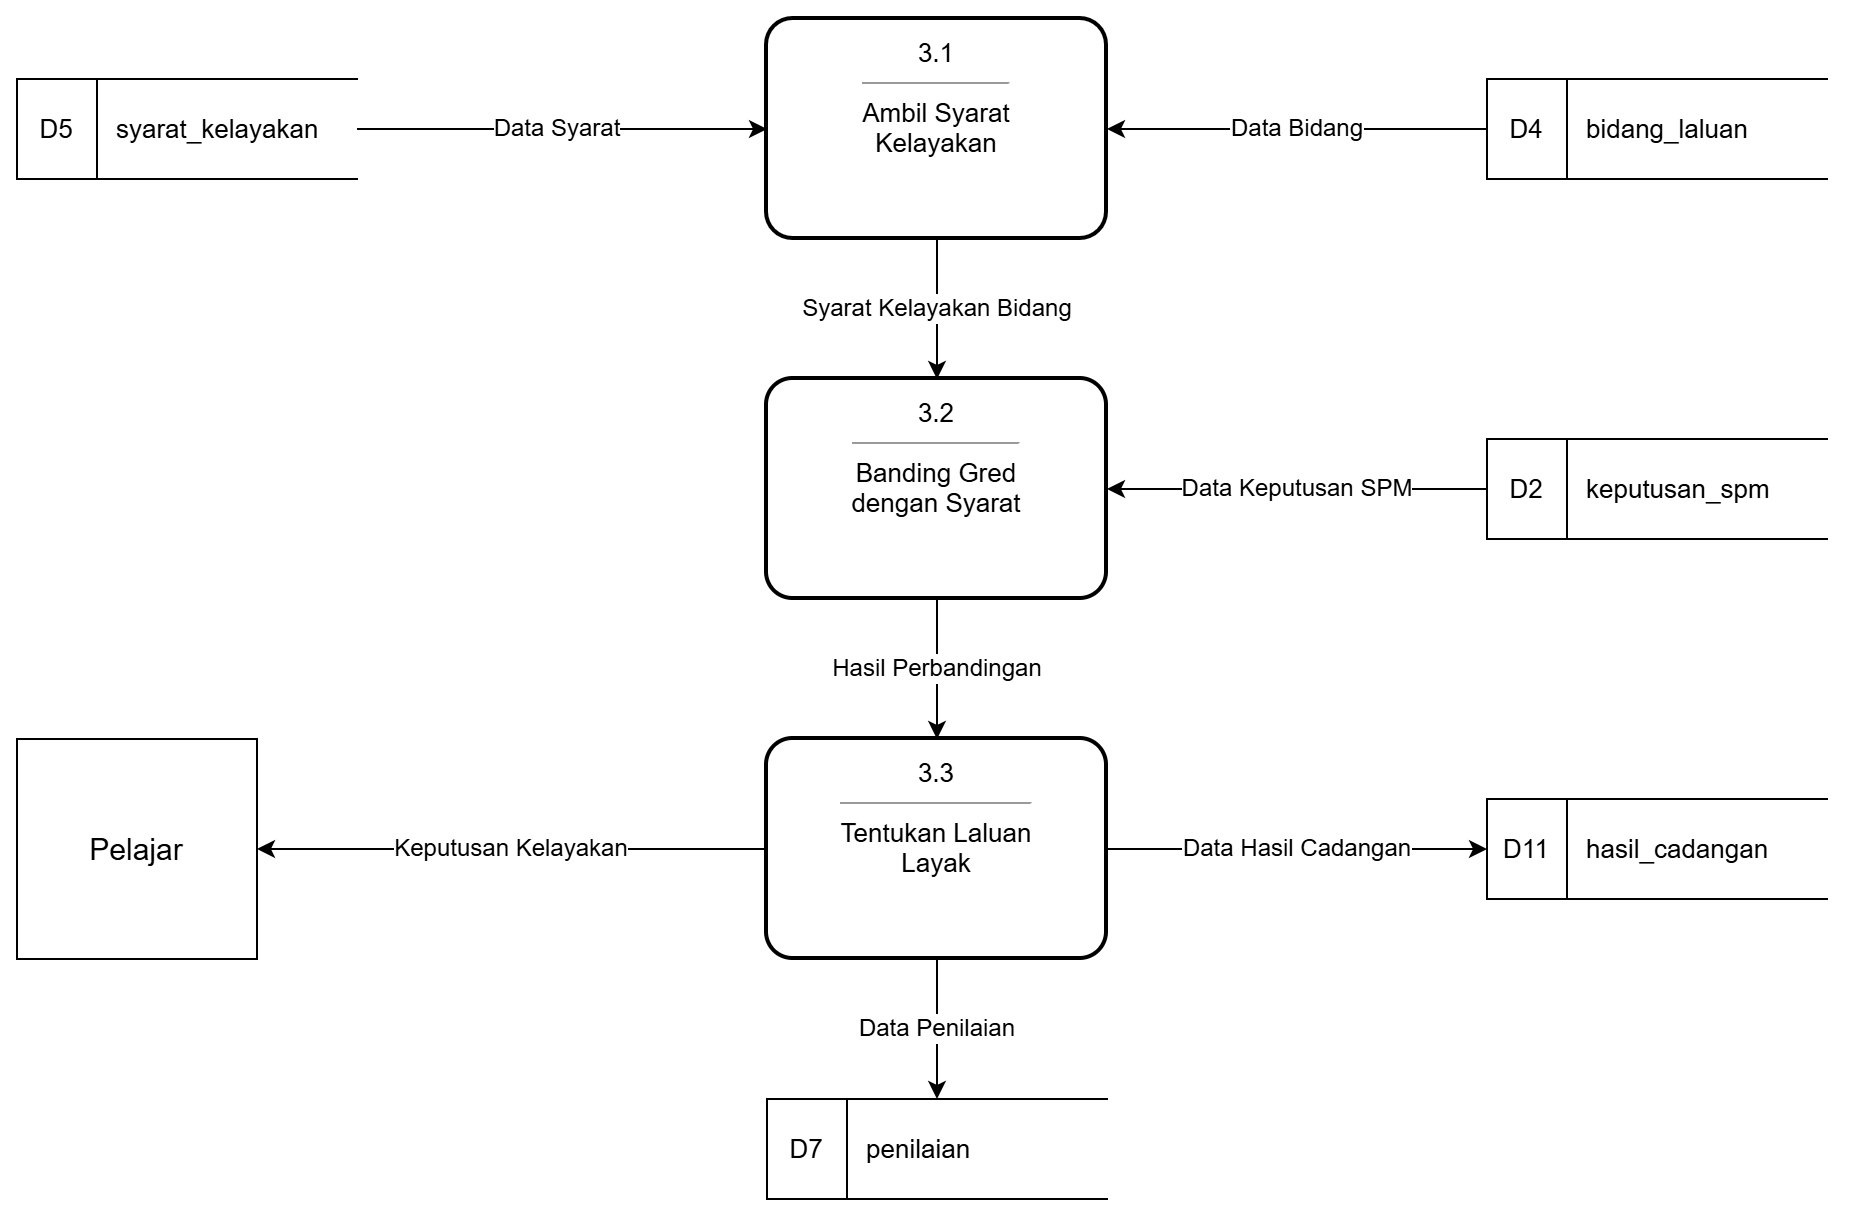 3.1
Ambil Syarat
Kelayakan
D5
syarat_kelayakan
Data Syarat
Data Bidang
D4
bidang_laluan
Syarat Kelayakan Bidang
3.2
Banding Gred
dengan Syarat
Data Keputusan SPM
D2
keputusan_spm
Hasil Perbandingan
3.3
Tentukan Laluan
Layak
Pelajar
Keputusan Kelayakan
Data Hasil Cadangan
D11
hasil_cadangan
Data Penilaian
D7
penilaian